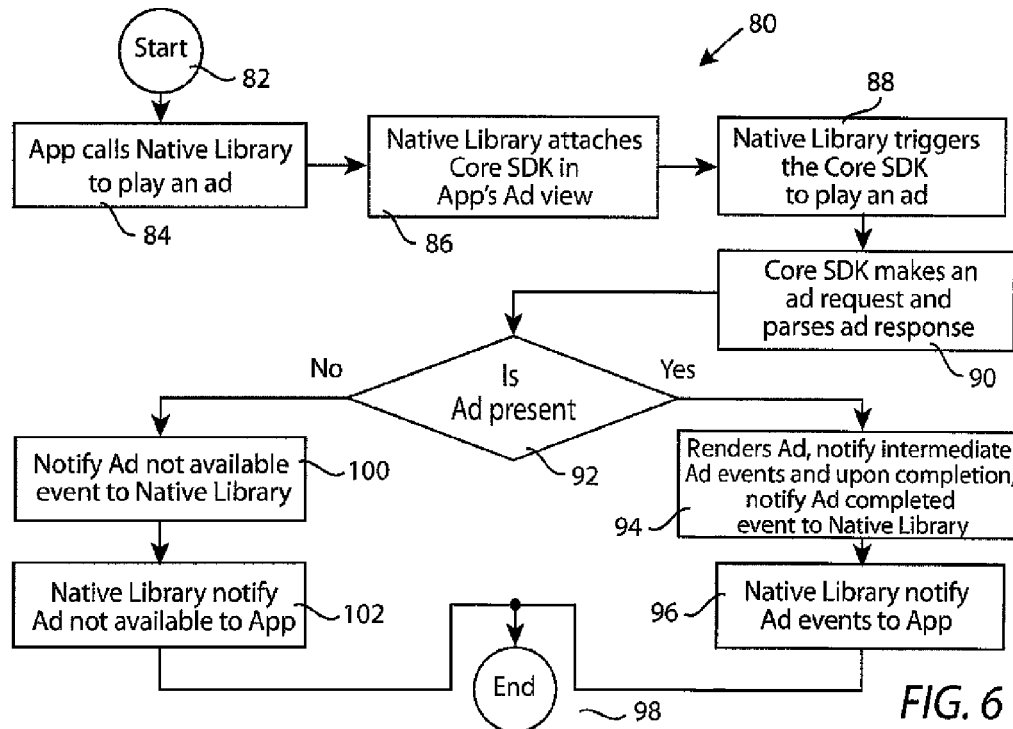 80
Start
82
App calls Native Library
to play an ad
84
Native Library attaches
Core SDK in
App's Ad view
86
88
Native Library triggers
the Core SDK
to play an ad
Core SDK makes an
ad request and
parses ad response
90
No
Is
Ad present
Yes
92
Notify Ad not available
event to Native Library
100
Renders Ad, notify intermediate
Ad events and upon completion,
notify Ad completed
event to Native Library
94
Native Library notify
Ad not available to App
102
96
Native Library notify
Ad events to App
End
98
FIG. 6